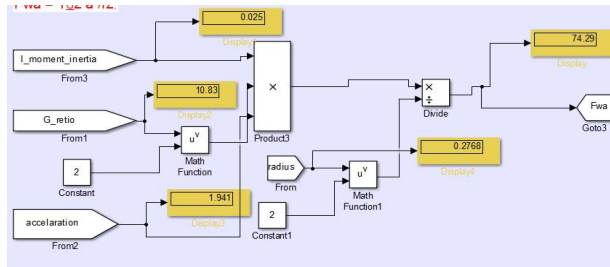 0.025
74.29
Display
I_moment_inertia
Display
From3
10.83
×
×
÷
Fwa
Display2
G_retio
Divide
Goto3
From1
u^v
Product3
0.2768
Math
Function
radius
2
From
u^v
Display4
Constant
1.941
Math
Function1
accelaration
2
Display3
Constant1
From2